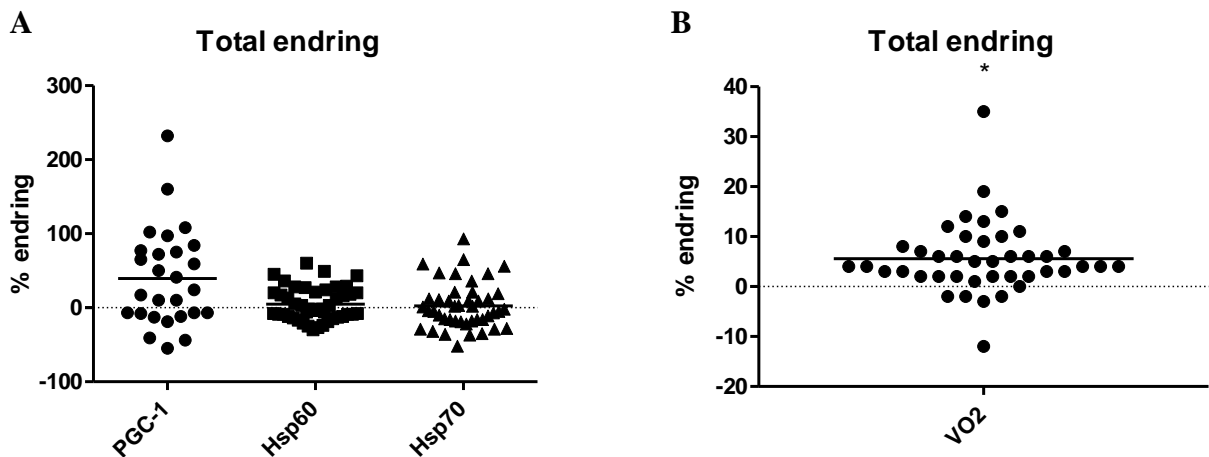 A
Total endring
% endring
300
200
100
0
-100
PGC-1
Hsp60
Hsp70
B
Total endring
*
% endring
40
30
20
10
0
-10
-20
VO2